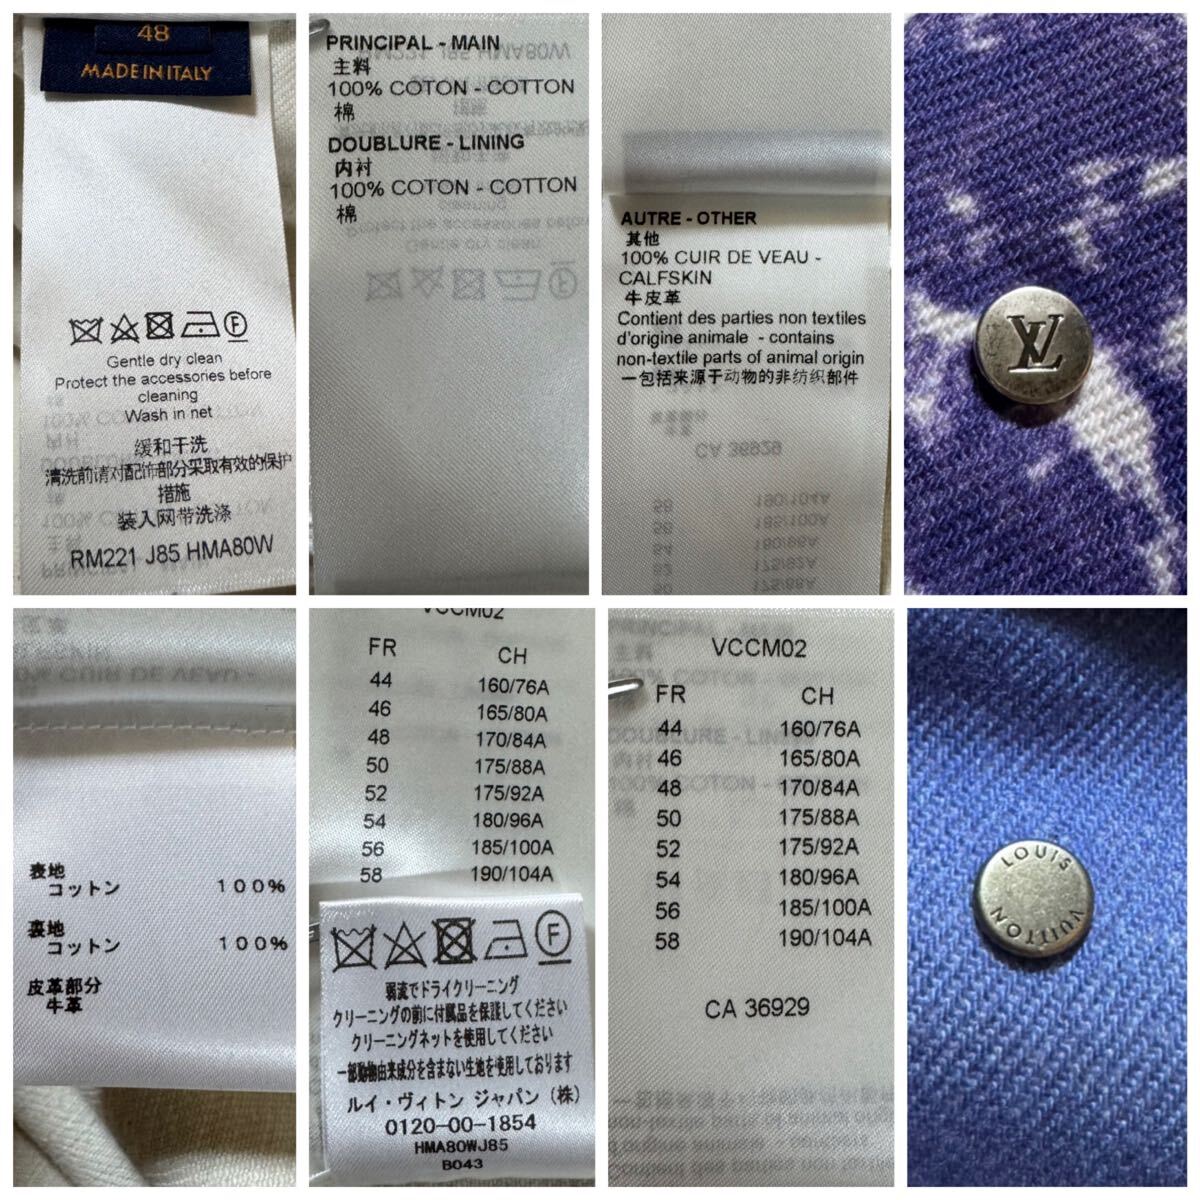 48
MADE IN ITALY
Gentle dry clean
Protect the accessories before
cleaning
Wash in net
缓和干洗
清洗前请对配饰部分采取有效的保护
措施
装入网带洗涤
RM221 J85 HMA80W
PRINCIPAL - MAIN
主料
100% COTON - COTTON
棉
DOUBLURE - LINING
内衬
100% COTON - COTTON
棉
AUTRE - OTHER
其他
100% CUIR DE VEAU -
CALFSKIN
牛皮革
Contient des parties non textiles
d'origine animale - contains
non-textile parts of animal origin
一包括来源于动物的非纺织部件
LV
表地
コットン 100%
裏地
コットン 100%
皮革部分
牛革
VCCM02
FR CH
44 160/76A
46 165/80A
48 170/84A
50 175/88A
52 175/92A
54 180/96A
56 185/100A
58 190/104A
F
弱流でドライクリーニング
クリーニングの前に付属品を保護してください
クリーニングネットを使用してください
一部動物由来成分を含まない生地を使用しております
ルイ・ヴィトン ジャパン(株)
0120-00-1854
HMA80WJ85
B043
VCCM02
FR CH
44 160/76A
46 165/80A
48 170/84A
50 175/88A
52 175/92A
54 180/96A
56 185/100A
58 190/104A
CA 36929
LOUIS
VUITTON